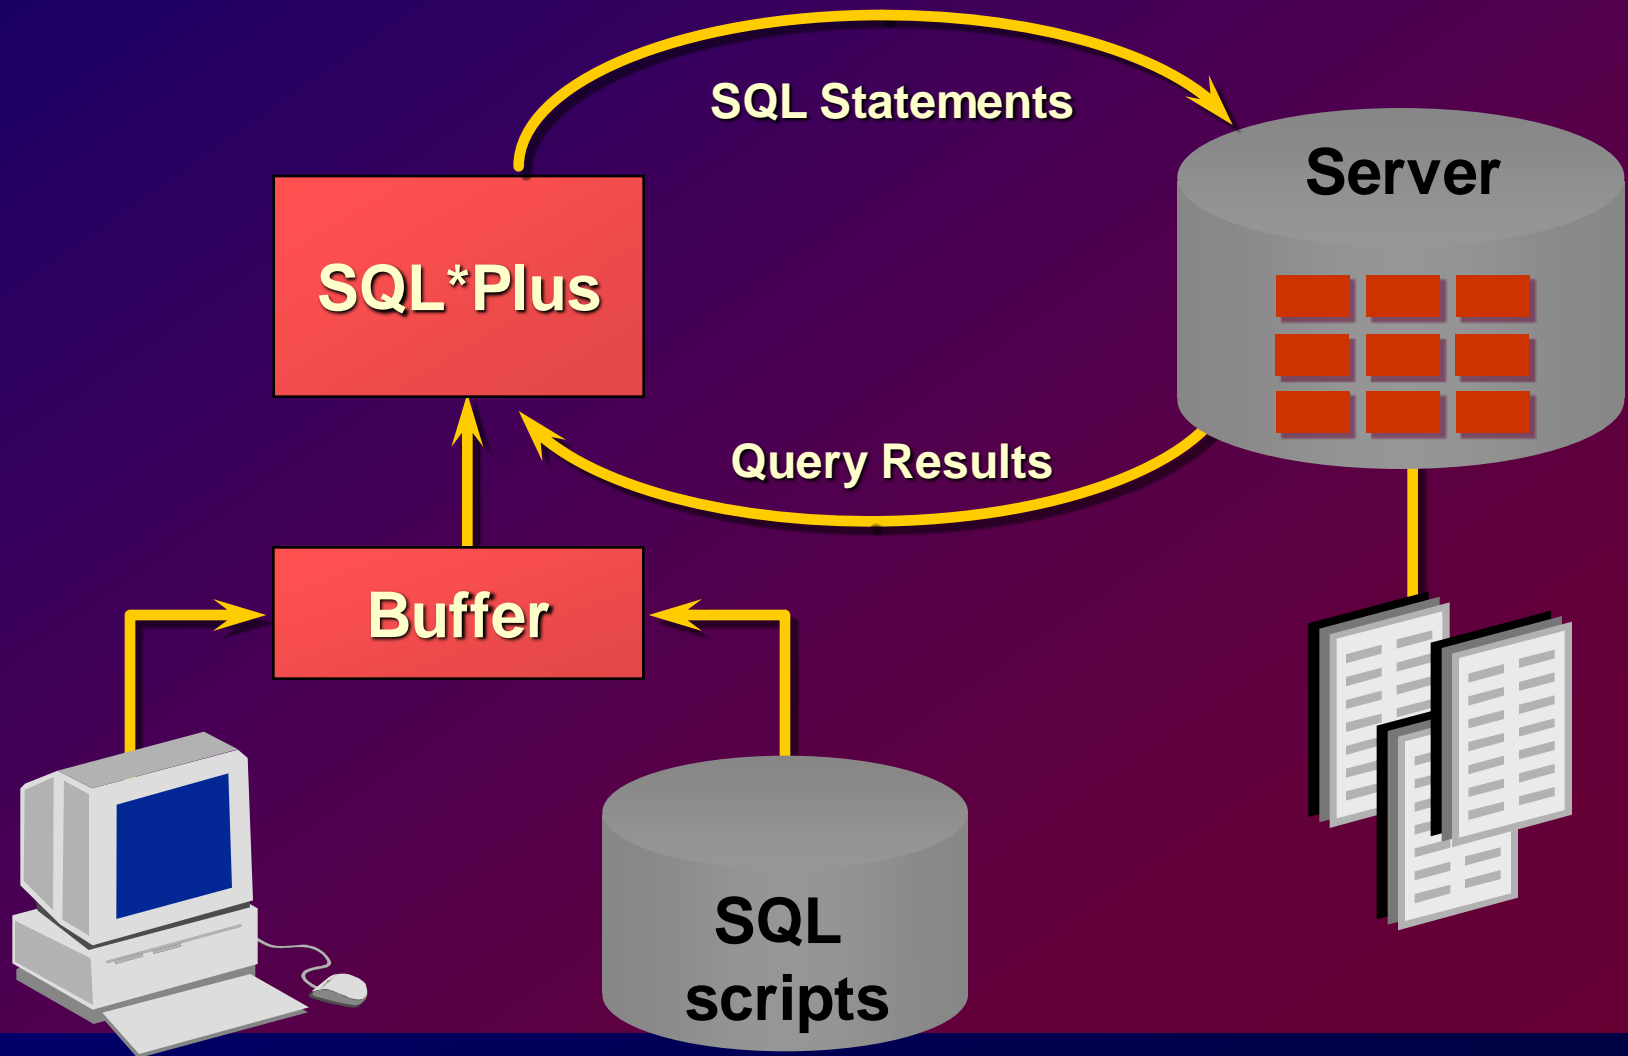 SQL Statements
Server
SQL*Plus
Query Results
Buffer
SQL
scripts